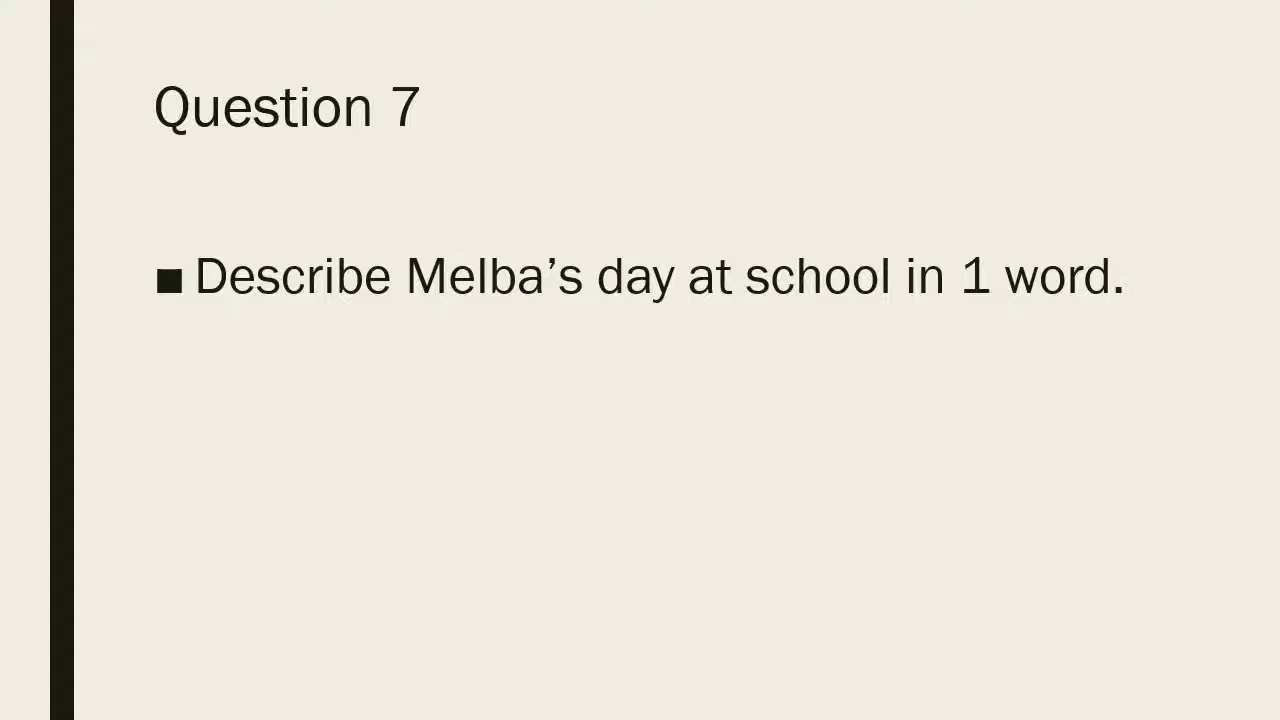 Question 7
■ Describe Melba’s day at school in 1 word.